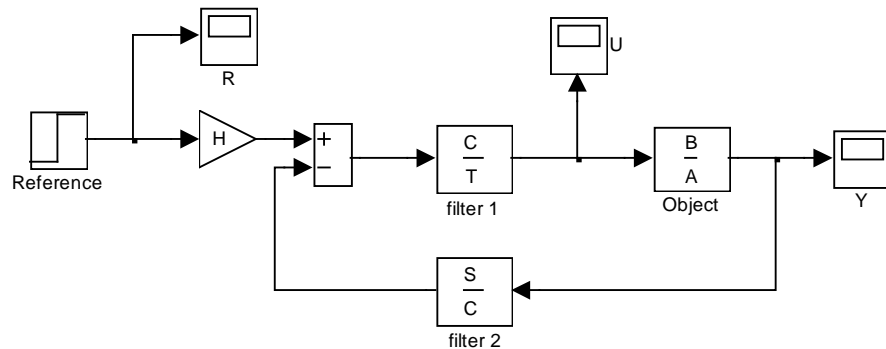 R
U
Reference
H
+
−
C
T
filter 1
B
A
Object
Y
S
C
filter 2